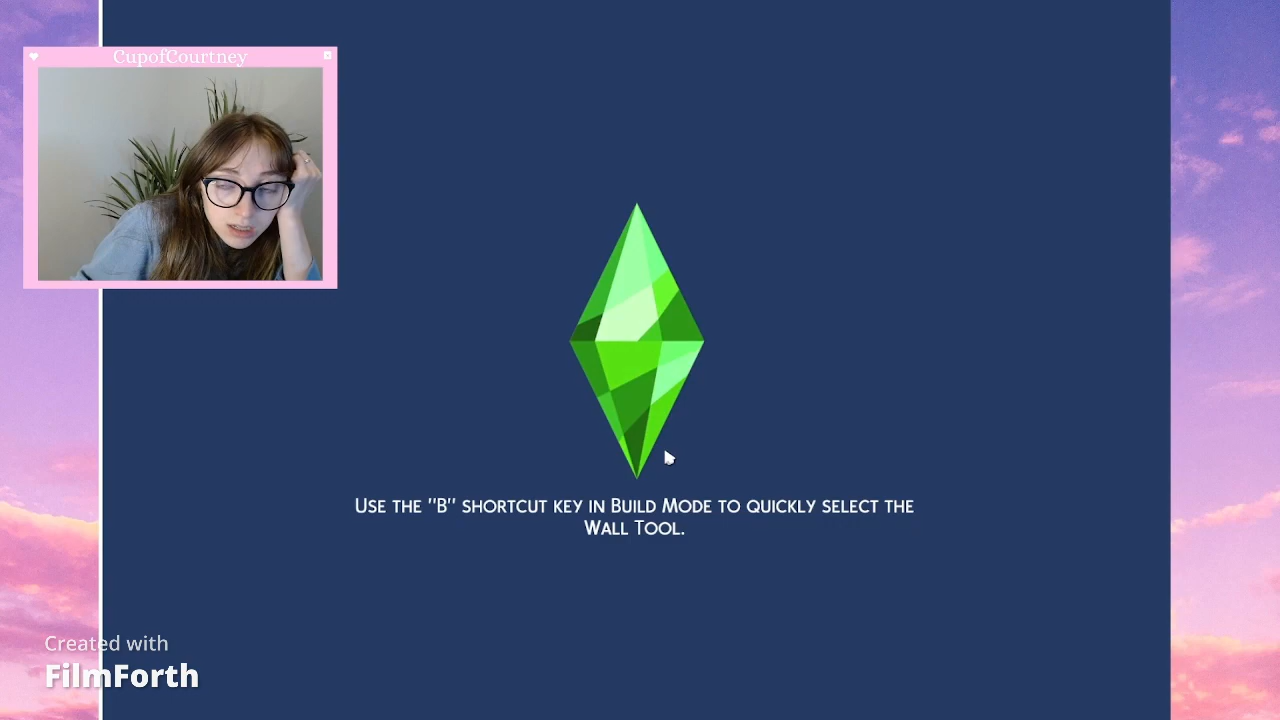 CupofCourtney
Use the "B" shortcut key in Build Mode to quickly select the
Wall Tool.
Created with
FilmForth